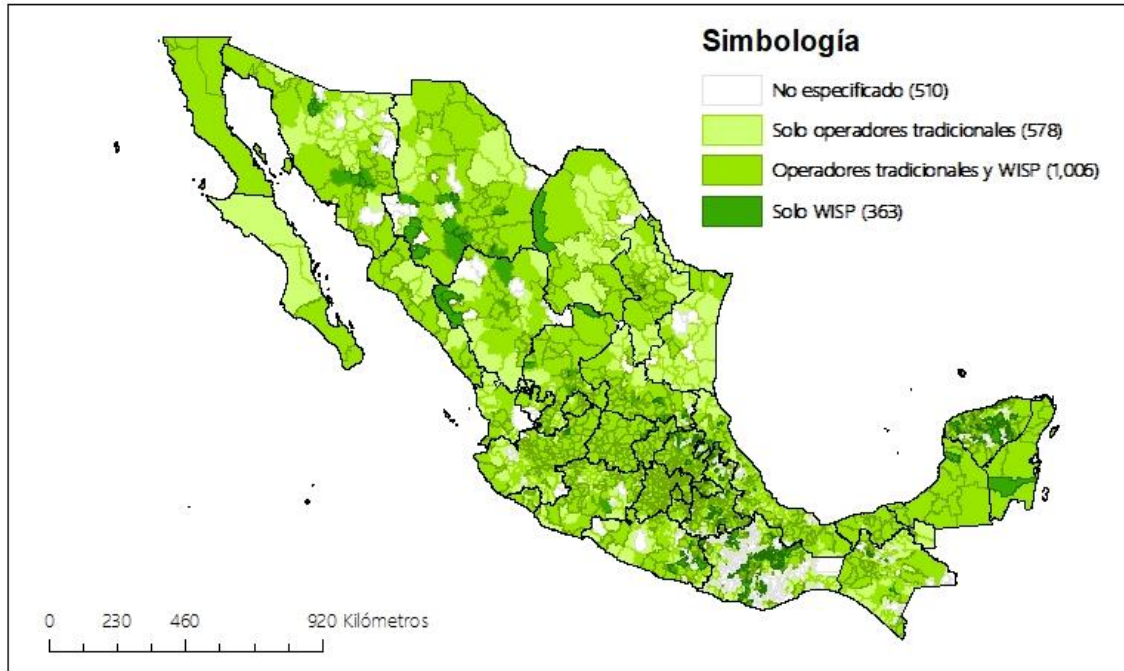 Simbología
No especificado (510)
Solo operadores tradicionales (578)
Operadores tradicionales y WISP (1,006)
Solo WISP (363)
0 230 460 920 Kilómetros